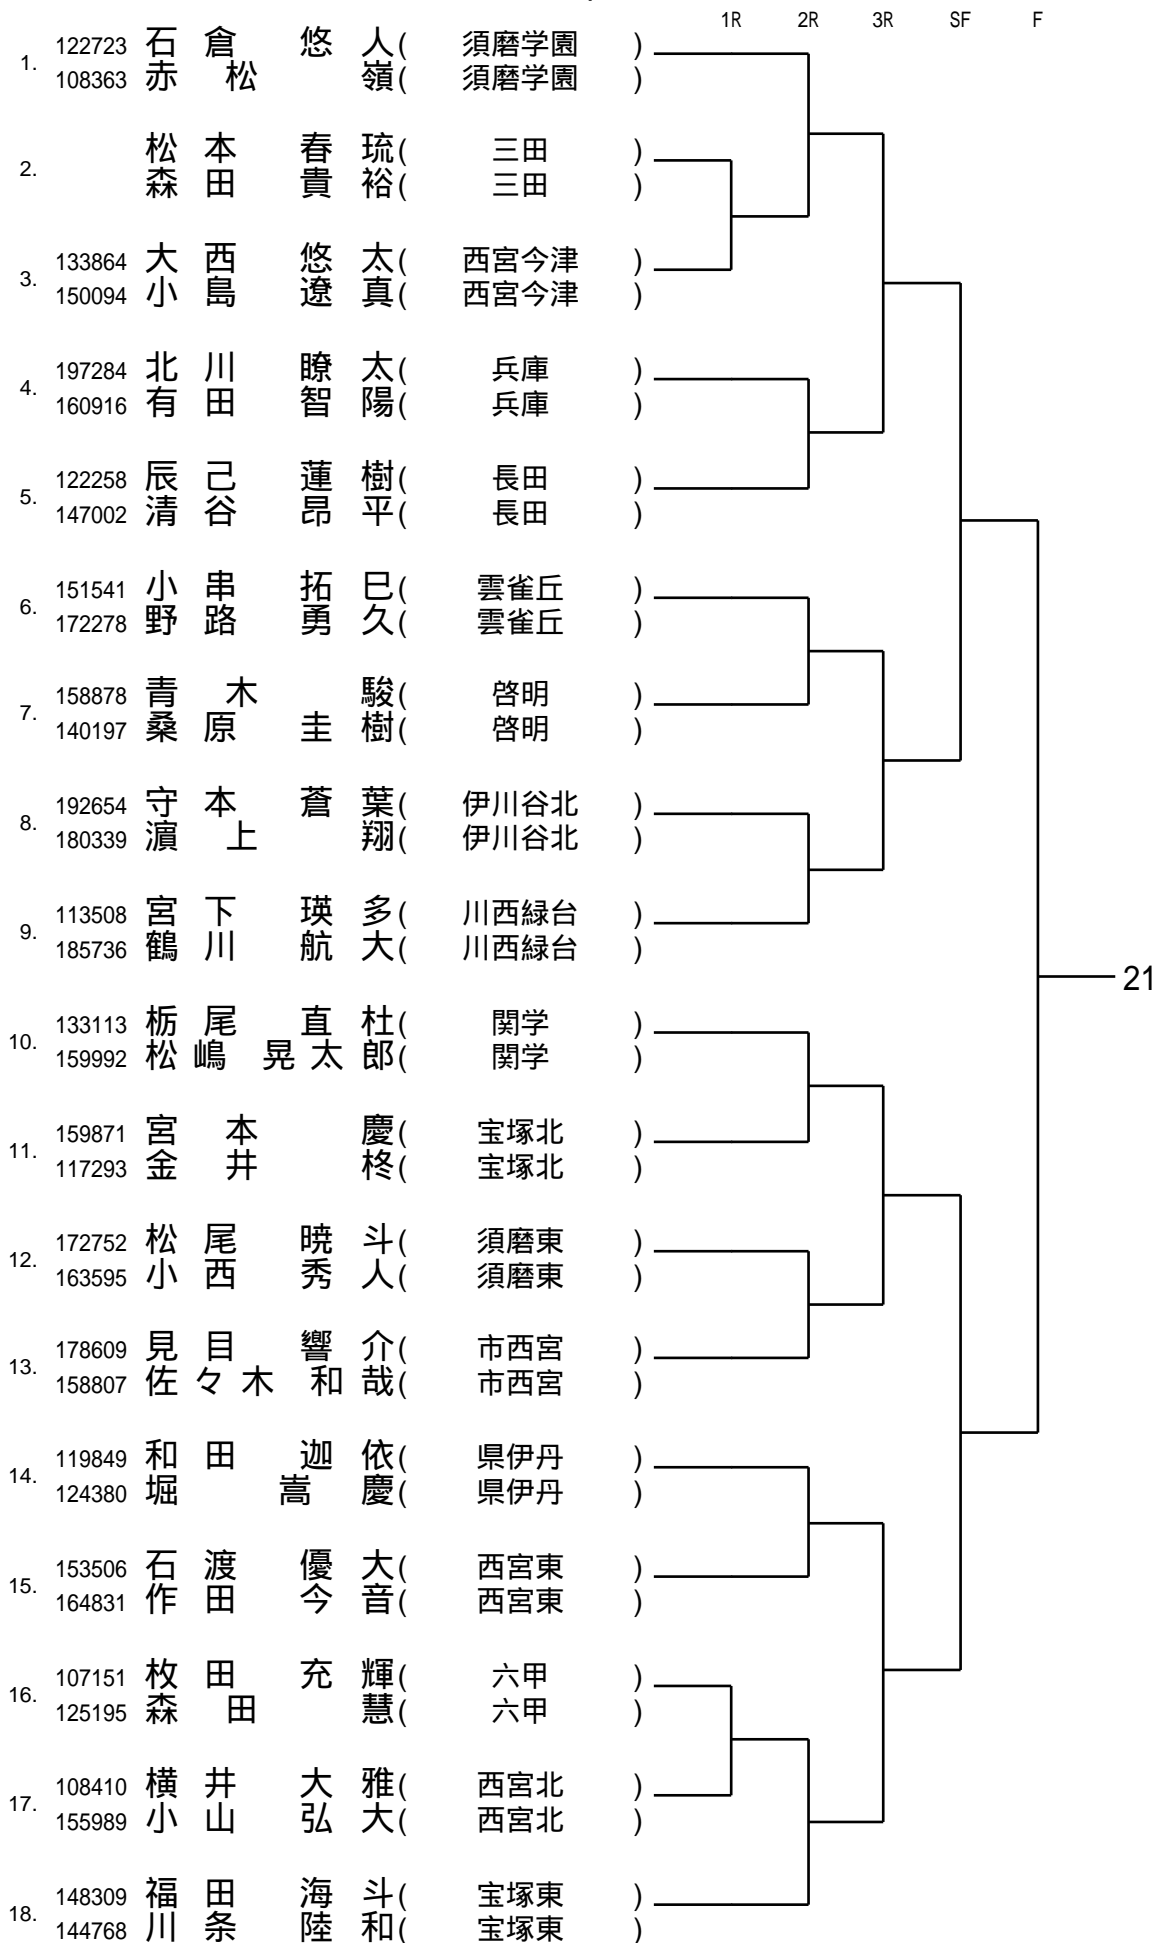 1R 2R 3R SF F
1. 122723 石倉 悠人( 須磨学園 )
108363 赤松 嶺( 須磨学園 )
2. 松本 春琉( 三田 )
森田 貴裕( 三田 )
3. 133864 大西 悠太( 西宮今津 )
150094 小島 遼真( 西宮今津 )
4. 197284 北川 瞭太( 兵庫 )
160916 有田 智陽( 兵庫 )
5. 122258 辰己 蓮樹( 長田 )
147002 清谷 昂平( 長田 )
6. 151541 小串 拓巳( 雲雀丘 )
172278 野路 勇久( 雲雀丘 )
7. 158878 青木 駿( 啓明 )
140197 桑原 圭樹( 啓明 )
8. 192654 守本 蒼葉( 伊川谷北 )
180339 濵上 翔( 伊川谷北 )
9. 113508 宮下 瑛多( 川西緑台 )
185736 鶴川 航大( 川西緑台 )
21
10. 133113 栃尾 直杜( 関学 )
159992 松嶋 晃太郎( 関学 )
11. 159871 宮本 慶( 宝塚北 )
117293 金井 柊( 宝塚北 )
12. 172752 松尾 暁斗( 須磨東 )
163595 小西 秀人( 須磨東 )
13. 178609 見目 響介( 市西宮 )
158807 佐々木 和哉( 市西宮 )
14. 119849 和田 迦依( 県伊丹 )
124380 堀 嵩慶( 県伊丹 )
15. 153506 石渡 優大( 西宮東 )
164831 作田 今音( 西宮東 )
16. 107151 枚田 充輝( 六甲 )
125195 森田 慧( 六甲 )
17. 108410 横井 大雅( 西宮北 )
155989 小山 弘大( 西宮北 )
18. 148309 福田 海斗( 宝塚東 )
144768 川条 陸和( 宝塚東 )